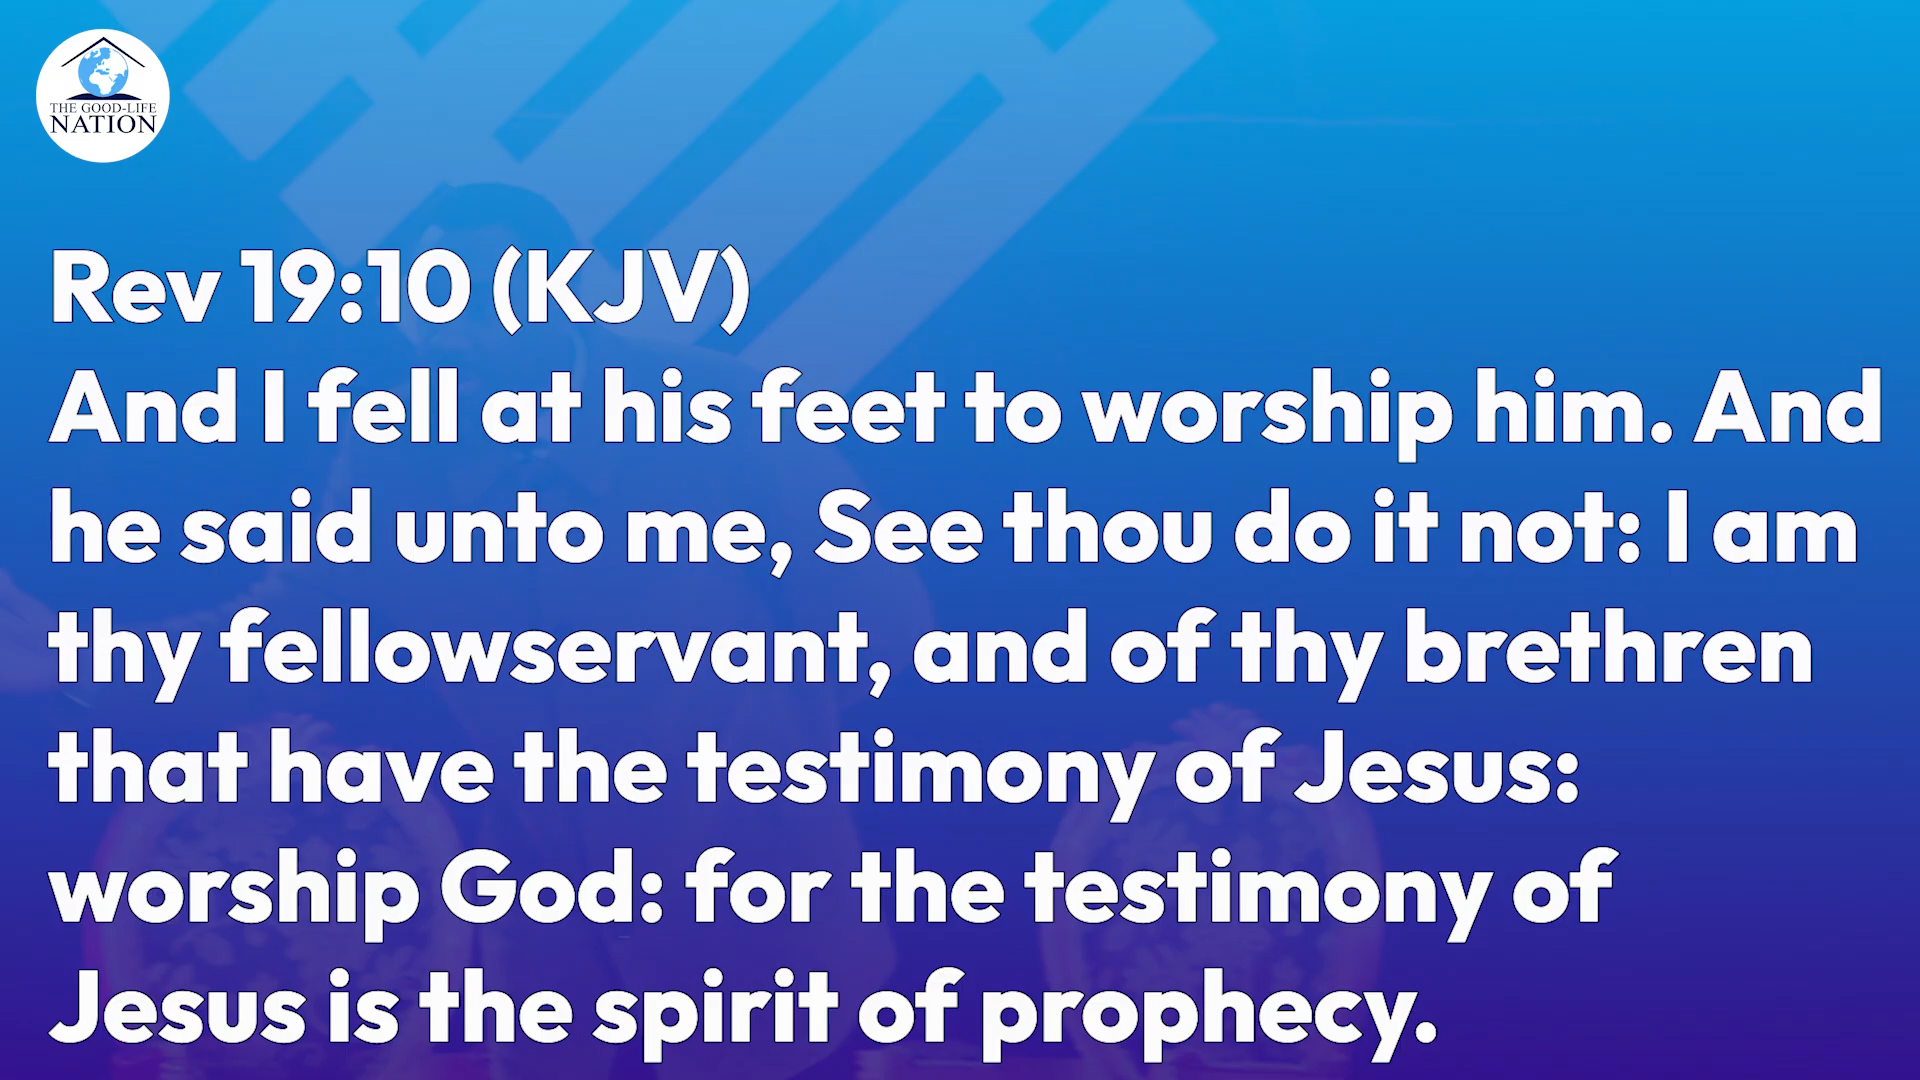 THE GOOD-LIFE
NATION
Rev 19:10 (KJV)
And I fell at his feet to worship him. And
he said unto me, See thou do it not: I am
thy fellowservant, and of thy brethren
that have the testimony of Jesus:
worship God: for the testimony of
Jesus is the spirit of prophecy.